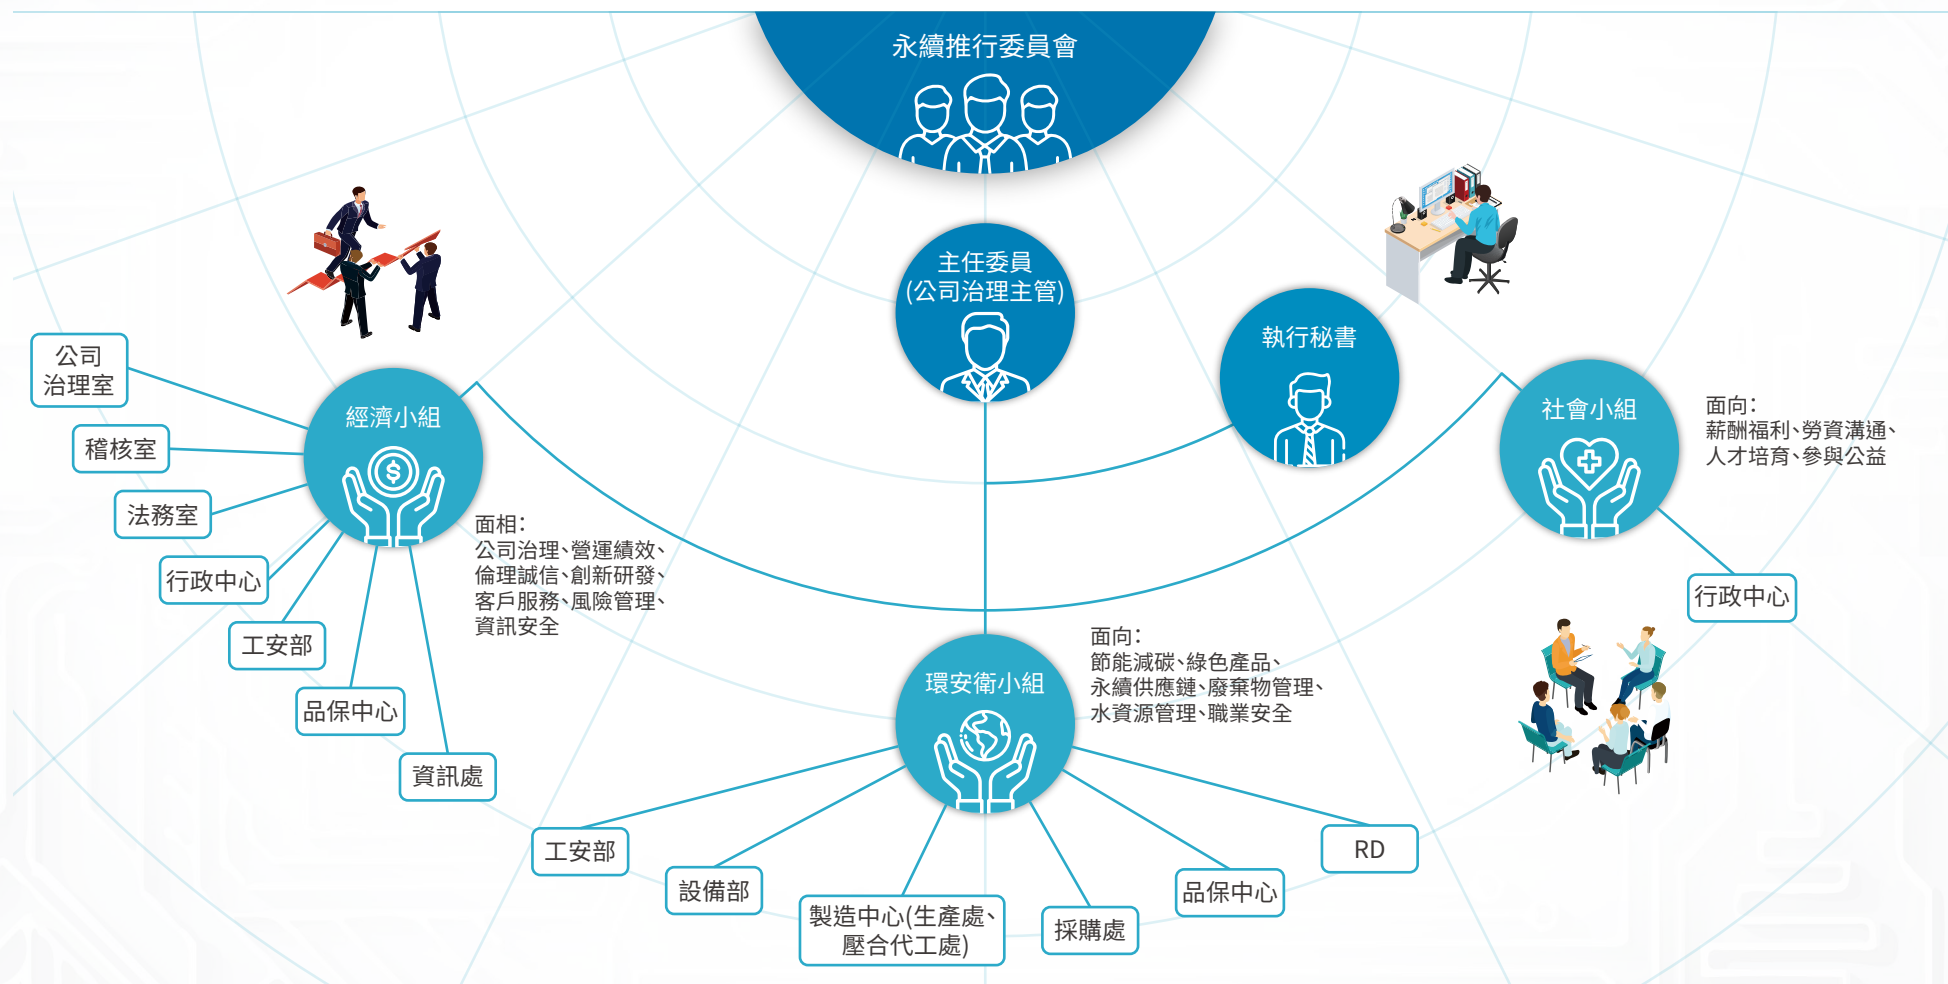 永續推行委員會
主任委員
(公司治理主管)
執行秘書
經濟小組
公司
治理室
稽核室
法務室
行政中心
工安部
品保中心
資訊處
面相：
公司治理、營運績效、
倫理誠信、創新研發、
客戶服務、風險管理、
資訊安全
環安衛小組
面向：
節能減碳、綠色產品、
永續供應鏈、廢棄物管理、
水資源管理、職業安全
工安部
設備部
製造中心(生產處、
壓合代工處)
採購處
品保中心
RD
社會小組
面向：
薪酬福利、勞資溝通、
人才培育、參與公益
行政中心